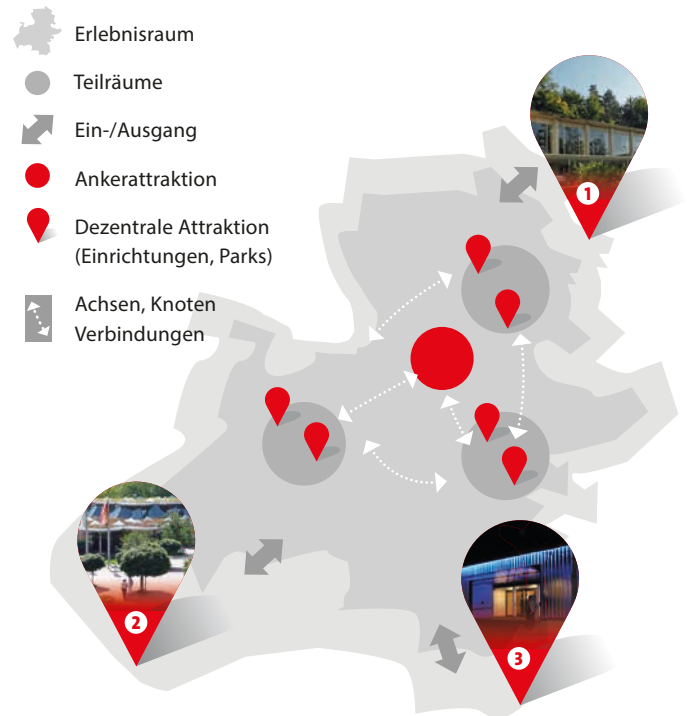 Erlebnisraum
Teilräume
Ein-/Ausgang
Ankerattraktion
Dezentrale Attraktion
(Einrichtungen, Parks)
Achsen, Knoten
Verbindungen
1
2
3